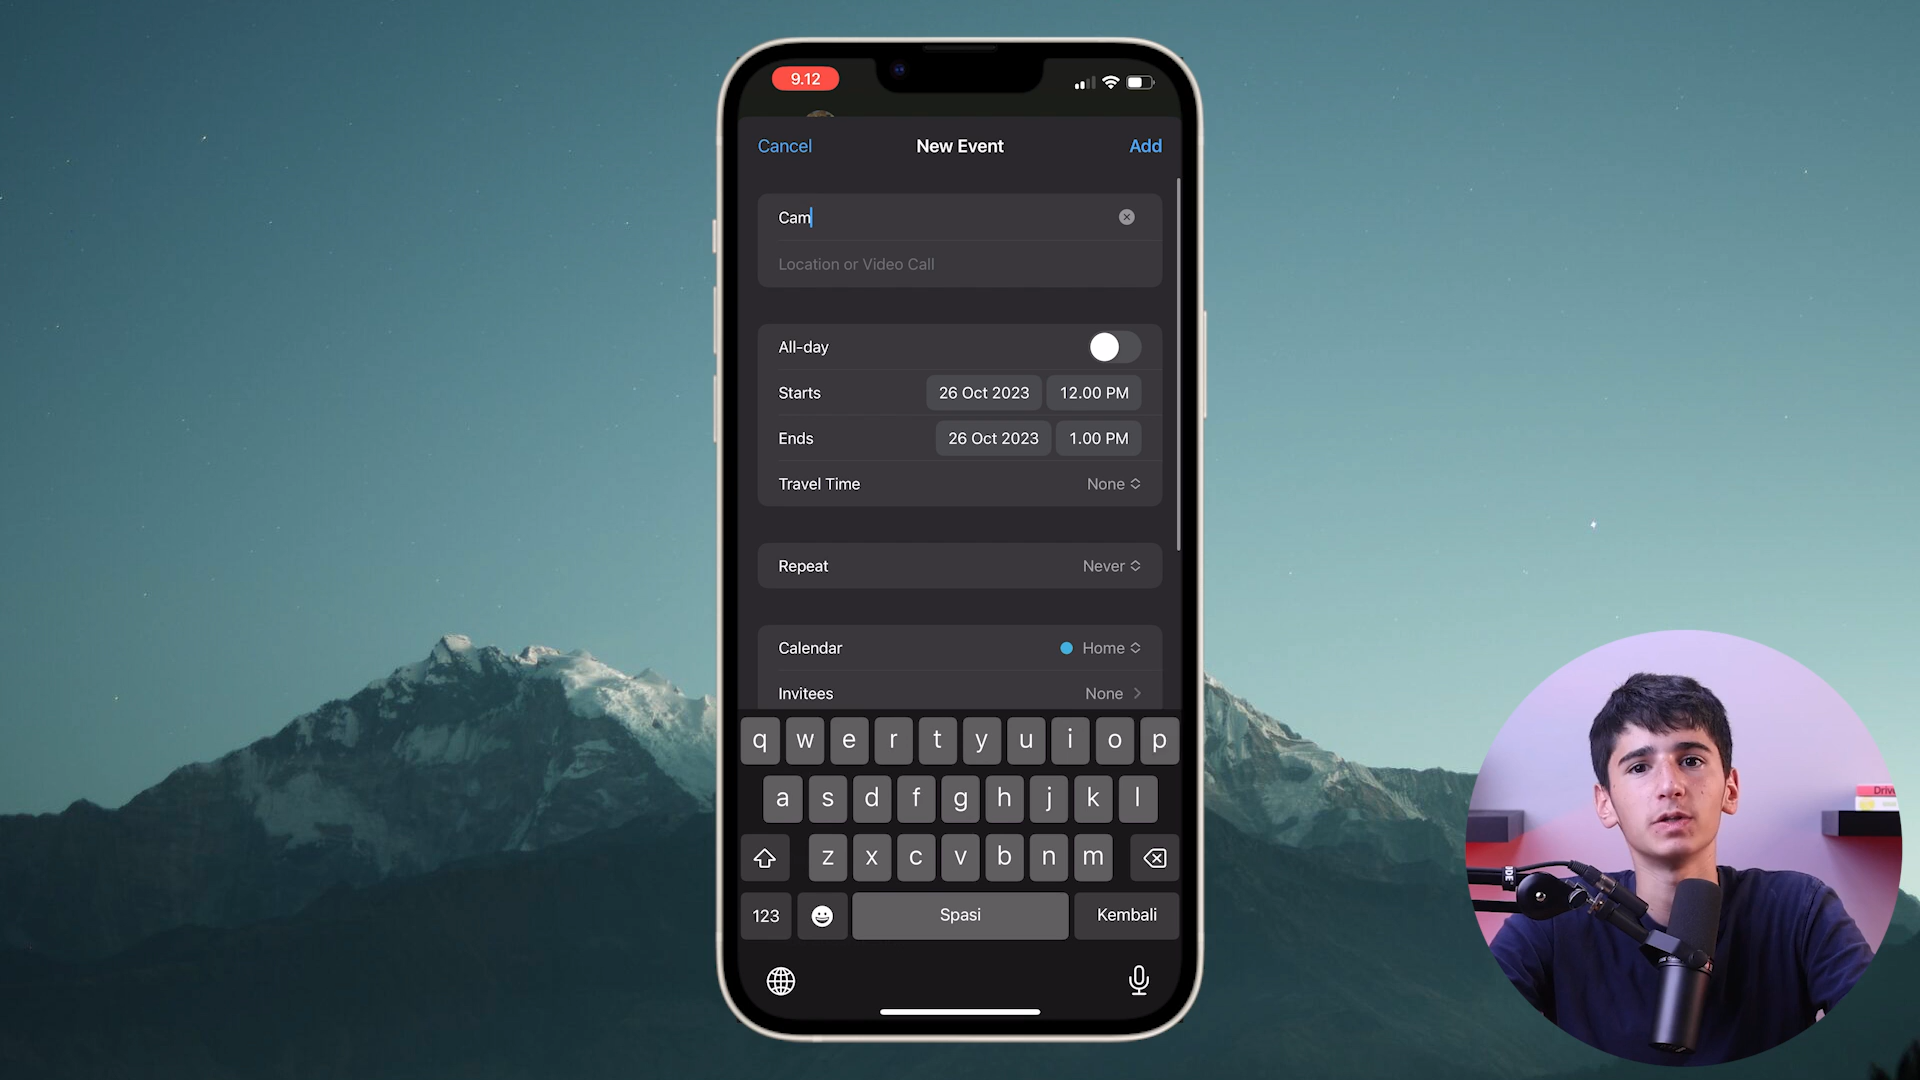 9.12
Cancel New Event Add
Cam
Location or Video Call
All-day
Starts 26 Oct 2023 12.00 PM
Ends 26 Oct 2023 1.00 PM
Travel Time None
Repeat Never
Calendar Home
Invitees None
q w e r t y u i o p
a s d f g h j k l
z x c v b n m
123 Spasi Kembali